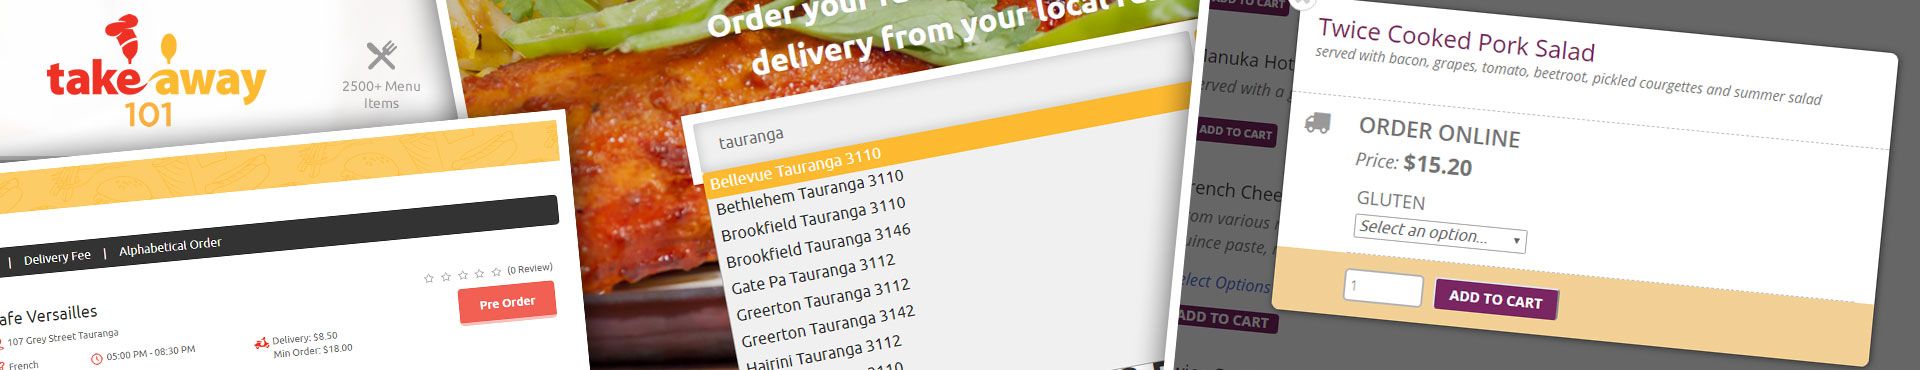 take away
101
2500+ Menu
Items
| Delivery Fee | Alphabetical Order
(0 Review)
Pre Order
afe Versailles
107 Grey Street Tauranga
French
05:00 PM - 08:30 PM
Delivery: $8.50
Min Order: $18.00
Order your
delivery from your local
tauranga
Bellevue Tauranga 3110
Bethlehem Tauranga 3110
Brookfield Tauranga 3110
Brookfield Tauranga 3146
Gate Pa Tauranga 3112
Greerton Tauranga 3112
Greerton Tauranga 3142
Hairini Tauranga 3112
3110
ADD TO CART
anuka Hot
erved with a
ADD TO CART
rench Chee
om various
uince paste,
elect Options
ADD TO CART
Twice Cooked Pork Salad
served with bacon, grapes, tomato, beetroot, pickled courgettes and summer salad
ORDER ONLINE
Price: $15.20
GLUTEN
Select an option...
1
ADD TO CART